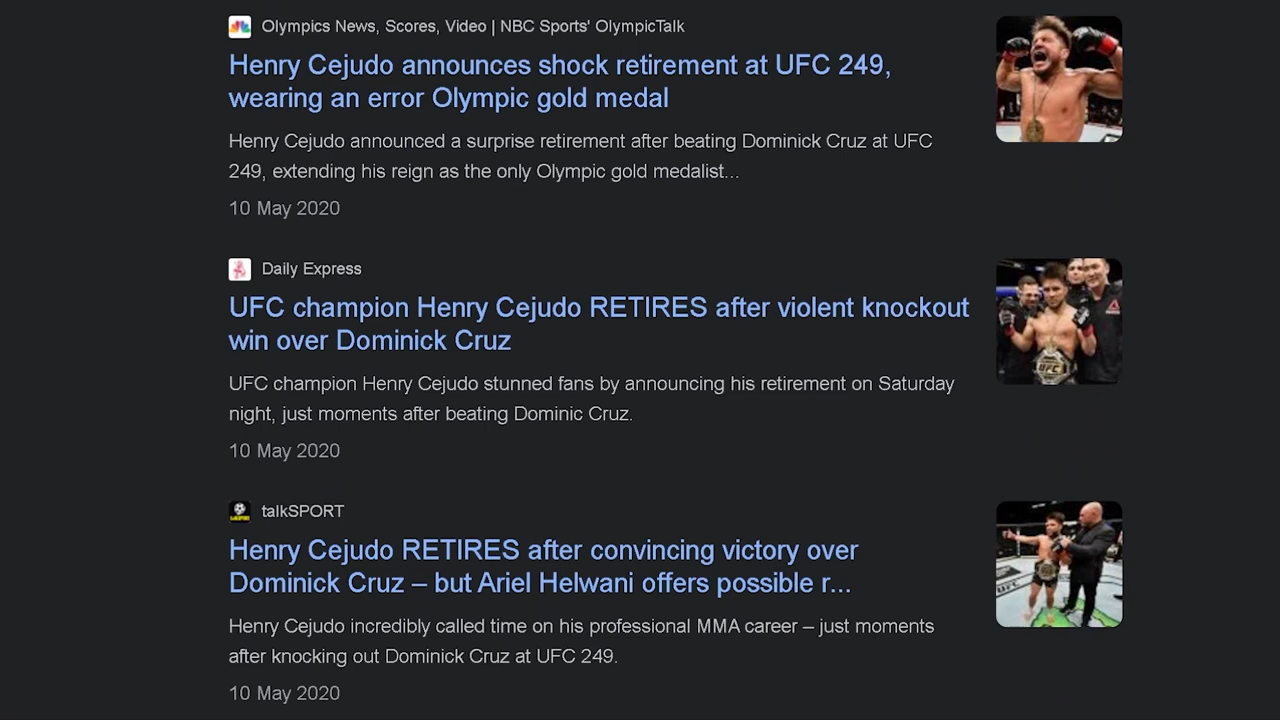 Olympics News, Scores, Video | NBC Sports' OlympicTalk
Henry Cejudo announces shock retirement at UFC 249,
wearing an error Olympic gold medal
Henry Cejudo announced a surprise retirement after beating Dominick Cruz at UFC
249, extending his reign as the only Olympic gold medalist...
10 May 2020
Daily Express
UFC champion Henry Cejudo RETIRES after violent knockout
win over Dominick Cruz
UFC champion Henry Cejudo stunned fans by announcing his retirement on Saturday
night, just moments after beating Dominic Cruz.
10 May 2020
UFC
talkSPORT
Henry Cejudo RETIRES after convincing victory over
Dominick Cruz – but Ariel Helwani offers possible r...
Henry Cejudo incredibly called time on his professional MMA career – just moments
after knocking out Dominick Cruz at UFC 249.
10 May 2020